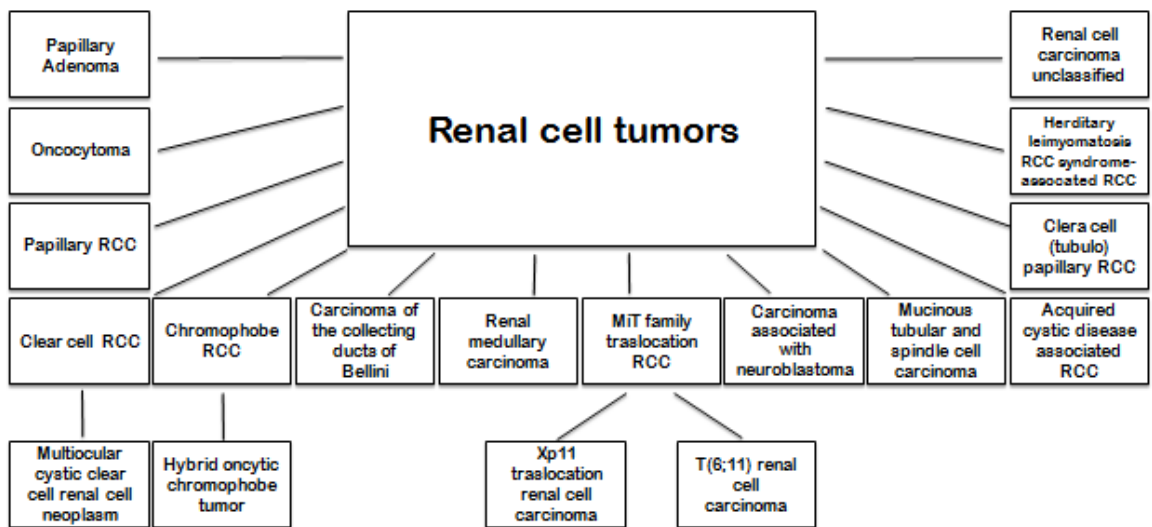 Papillary
Adenoma
Renal cell tumors
Renal cell
carcinoma
unclassified
Oncocytoma
Herditary
leimyomatosis
RCC syndrome-
associated RCC
Papillary RCC
Clera cell
(tubulo)
papillary RCC
Clear cell RCC
Chromophobe
RCC
Carcinoma of
the collecting
ducts of
Bellini
Renal
medullary
carcinoma
MiT family
traslocation
RCC
Carcinoma
associated
with
neuroblastoma
Mucinous
tubular and
spindle cell
carcinoma
Acquired
cystic disease
associated
RCC
Multiocular
cystic clear
cell renal cell
neoplasm
Hybrid oncytic
chromophobe
tumor
Xp11
traslocation
renal cell
carcinoma
T(6;11) renal
cell
carcinoma